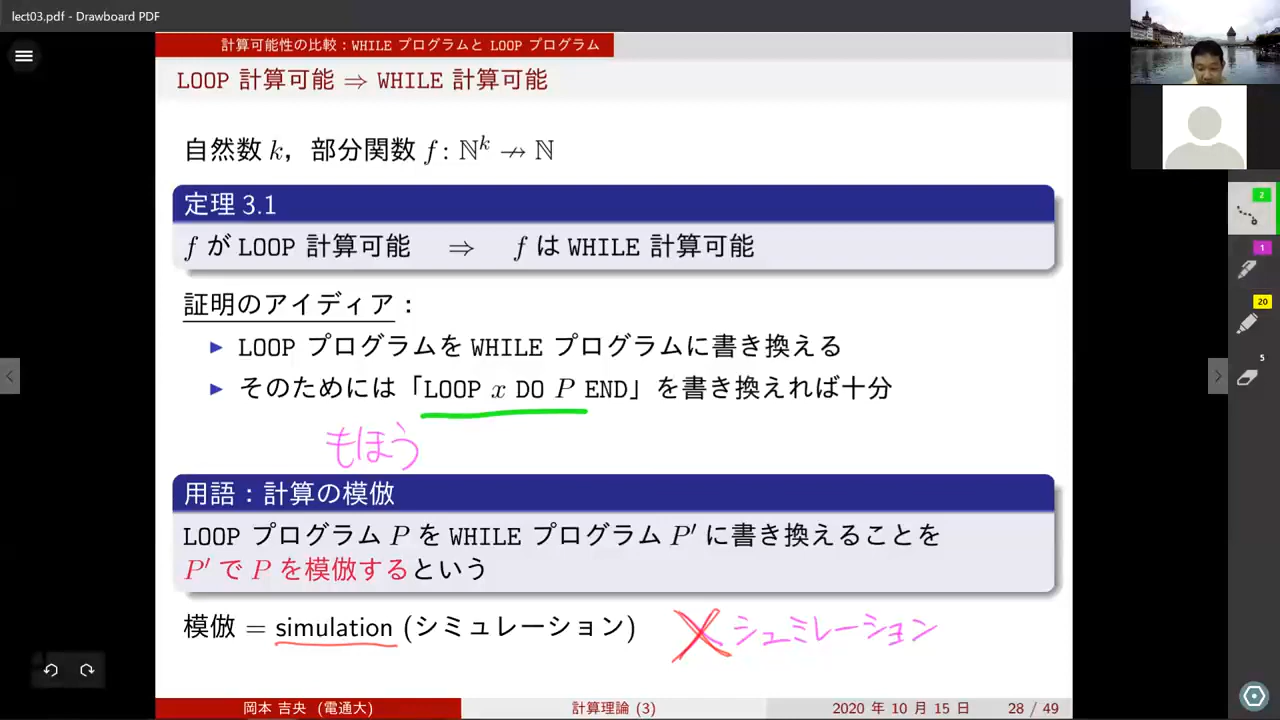 lect03.pdf - Drawboard PDF
計算可能性の比較：WHILE プログラムと LOOP プログラム
LOOP 計算可能 ⇒ WHILE 計算可能
自然数 k，部分関数 f : ℕᵏ ⇸ ℕ
定理 3.1
f が LOOP 計算可能 ⇒ f は WHILE 計算可能
証明のアイディア：
▶ LOOP プログラムを WHILE プログラムに書き換える
▶ そのためには「LOOP x DO P END」を書き換えれば十分
もほう
用語：計算の模倣
LOOP プログラム P を WHILE プログラム P′ に書き換えることを
P′ で P を模倣するという
模倣 = simulation (シミュレーション) ✗ シュミレーション
岡本 吉央 (電通大) 計算理論 (3) 2020 年 10 月 15 日 28 / 49
2
1
20
5